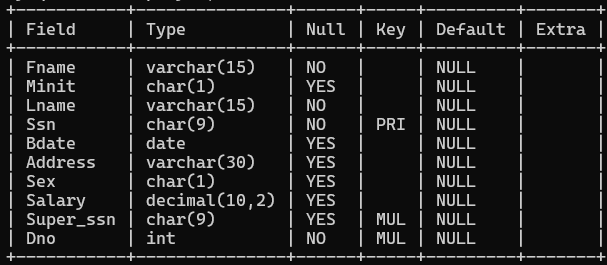 | Field | Type | Null | Key | Default | Extra |
| Fname | varchar(15) | NO | | NULL | |
| Minit | char(1) | YES | | NULL | |
| Lname | varchar(15) | NO | | NULL | |
| Ssn | char(9) | NO | PRI | NULL | |
| Bdate | date | YES | | NULL | |
| Address | varchar(30) | YES | | NULL | |
| Sex | char(1) | YES | | NULL | |
| Salary | decimal(10,2) | YES | | NULL | |
| Super_ssn | char(9) | YES | MUL | NULL | |
| Dno | int | NO | MUL | NULL | |